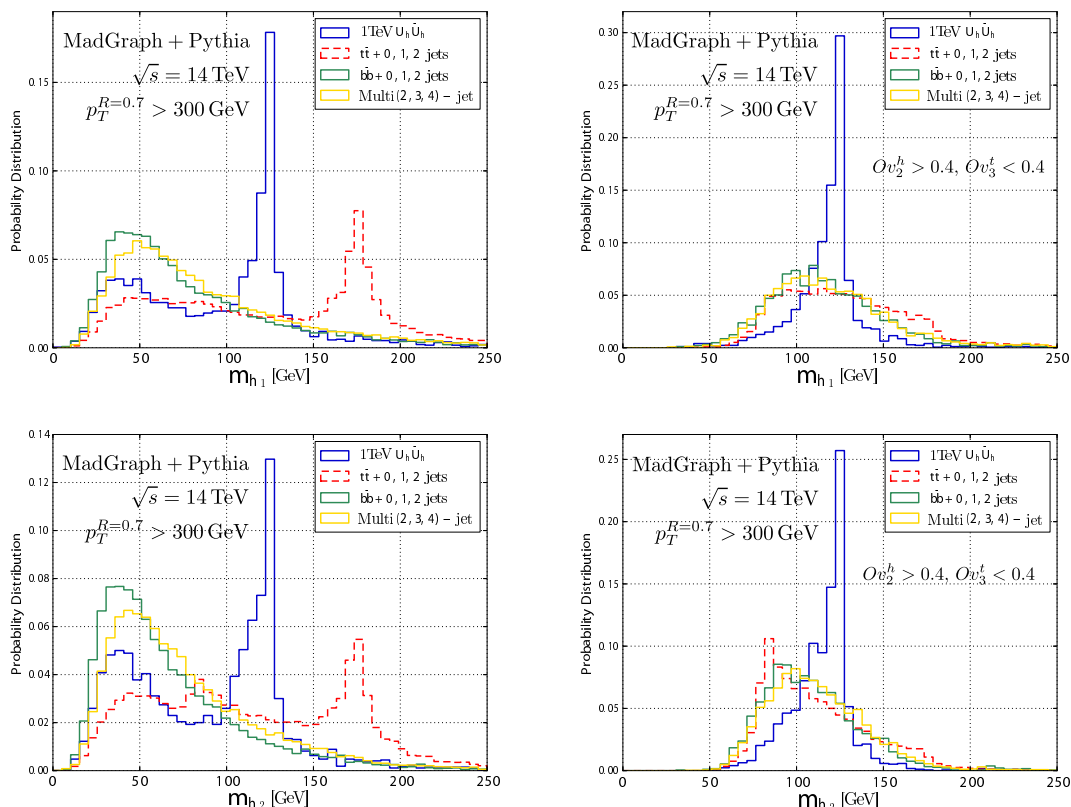 MadGraph + Pythia
√s = 14 TeV
p_T^{R=0.7} > 300 GeV
1TeV U_h Ū_h
tt̄ + 0, 1, 2 jets
bb̄ + 0, 1, 2 jets
Multi (2, 3, 4) − jet
Probability Distribution
0.15
0.10
0.05
0.00
0 50 100 150 200 250
m_{h 1} [GeV]
MadGraph + Pythia
√s = 14 TeV
p_T^{R=0.7} > 300 GeV
1TeV U_h Ū_h
tt̄ + 0, 1, 2 jets
bb̄ + 0, 1, 2 jets
Multi (2, 3, 4) − jet
Ov_2^h > 0.4, Ov_3^t < 0.4
Probability Distribution
0.30
0.25
0.20
0.15
0.10
0.05
0.00
0 50 100 150 200 250
m_{h 1} [GeV]
MadGraph + Pythia
√s = 14 TeV
p_T^{R=0.7} > 300 GeV
1TeV U_h Ū_h
tt̄ + 0, 1, 2 jets
bb̄ + 0, 1, 2 jets
Multi (2, 3, 4) − jet
Probability Distribution
0.14
0.12
0.10
0.08
0.06
0.04
0.02
0.00
0 50 100 150 200 250
m_{h 2} [GeV]
MadGraph + Pythia
√s = 14 TeV
p_T^{R=0.7} > 300 GeV
1TeV U_h Ū_h
tt̄ + 0, 1, 2 jets
bb̄ + 0, 1, 2 jets
Multi (2, 3, 4) − jet
Ov_2^h > 0.4, Ov_3^t < 0.4
Probability Distribution
0.25
0.20
0.15
0.10
0.05
0.00
0 50 100 150 200 250
m_{h 2} [GeV]